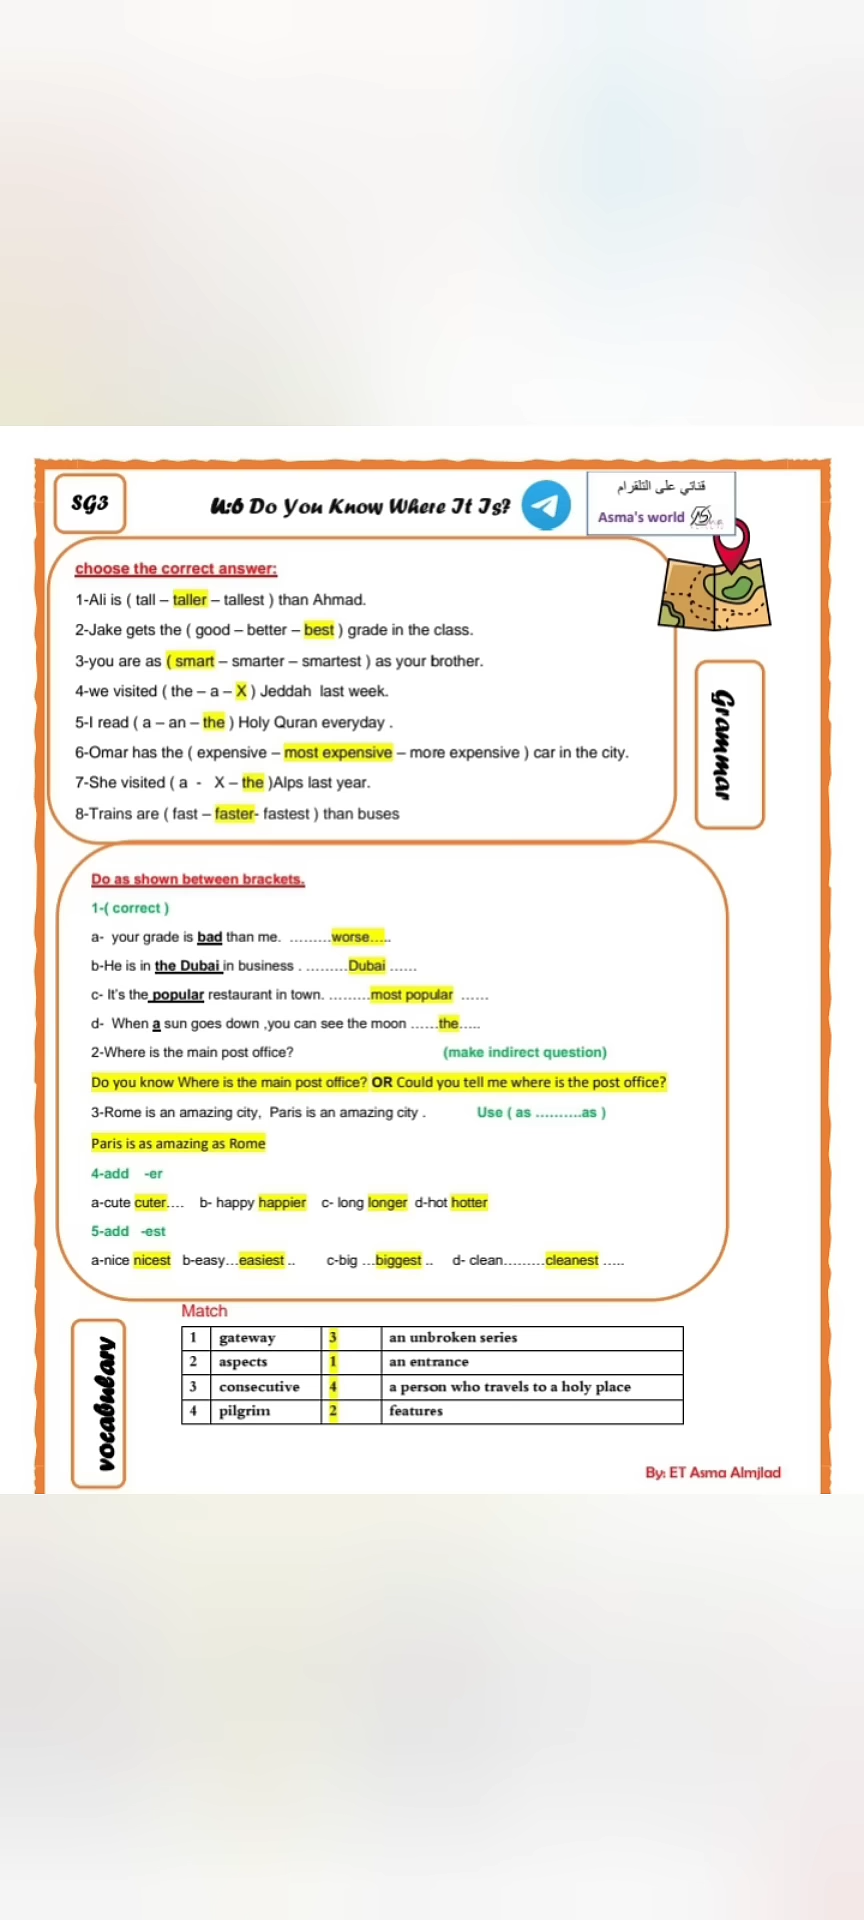 SG3
U:6 Do You Know Where It Is?
قناتي على التلقرام
Asma's world
choose the correct answer:
1-Ali is ( tall – taller – tallest ) than Ahmad.
2-Jake gets the ( good – better – best ) grade in the class.
3-you are as ( smart – smarter – smartest ) as your brother.
4-we visited ( the – a – X ) Jeddah last week.
5-I read ( a – an – the ) Holy Quran everyday .
6-Omar has the ( expensive – most expensive – more expensive ) car in the city.
7-She visited ( a - X – the )Alps last year.
8-Trains are ( fast – faster- fastest ) than buses
Grammar
Do as shown between brackets.
1-( correct )
a- your grade is bad than me. .........worse.....
b-He is in the Dubai in business . .........Dubai ......
c- It's the popular restaurant in town. .........most popular ......
d- When a sun goes down ,you can see the moon ......the.....
2-Where is the main post office? (make indirect question)
Do you know Where is the main post office? OR Could you tell me where is the post office?
3-Rome is an amazing city, Paris is an amazing city . Use ( as ..........as )
Paris is as amazing as Rome
4-add -er
a-cute cuter.... b- happy happier c- long longer d-hot hotter
5-add -est
a-nice nicest b-easy...easiest .. c-big ...biggest .. d- clean.........cleanest .....
Match
1 gateway 3 an unbroken series
2 aspects 1 an entrance
3 consecutive 4 a person who travels to a holy place
4 pilgrim 2 features
vocabulary
By: ET Asma Almjlad